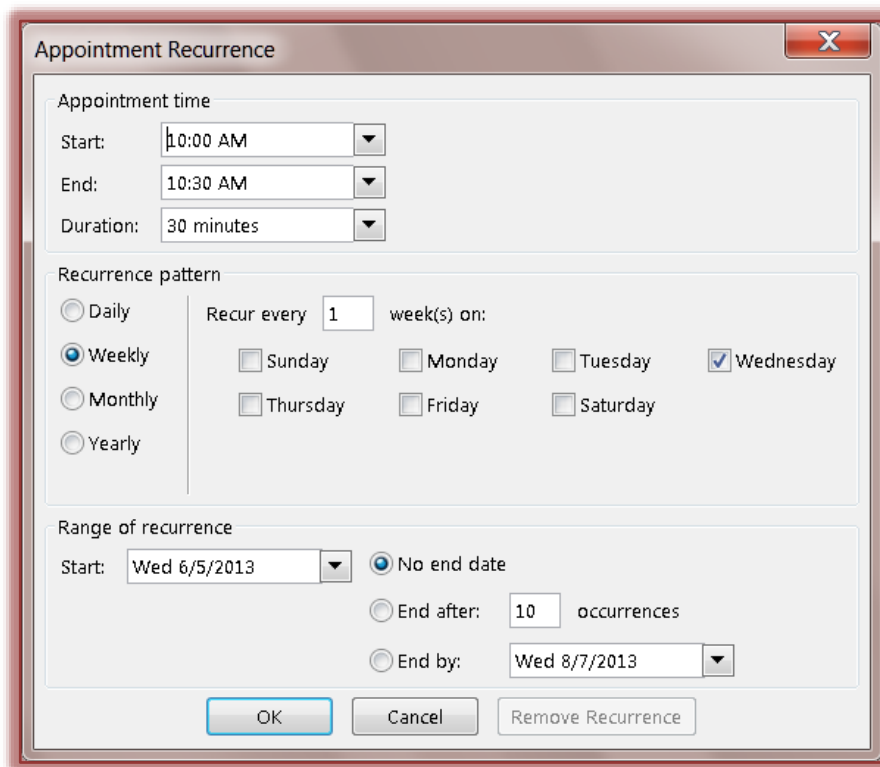 Appointment Recurrence
Appointment time
Start: 10:00 AM
End: 10:30 AM
Duration: 30 minutes
Recurrence pattern
Daily Recur every 1 week(s) on:
Weekly Sunday Monday Tuesday Wednesday
Monthly Thursday Friday Saturday
Yearly
Range of recurrence
Start: Wed 6/5/2013 No end date
End after: 10 occurrences
End by: Wed 8/7/2013
OK Cancel Remove Recurrence